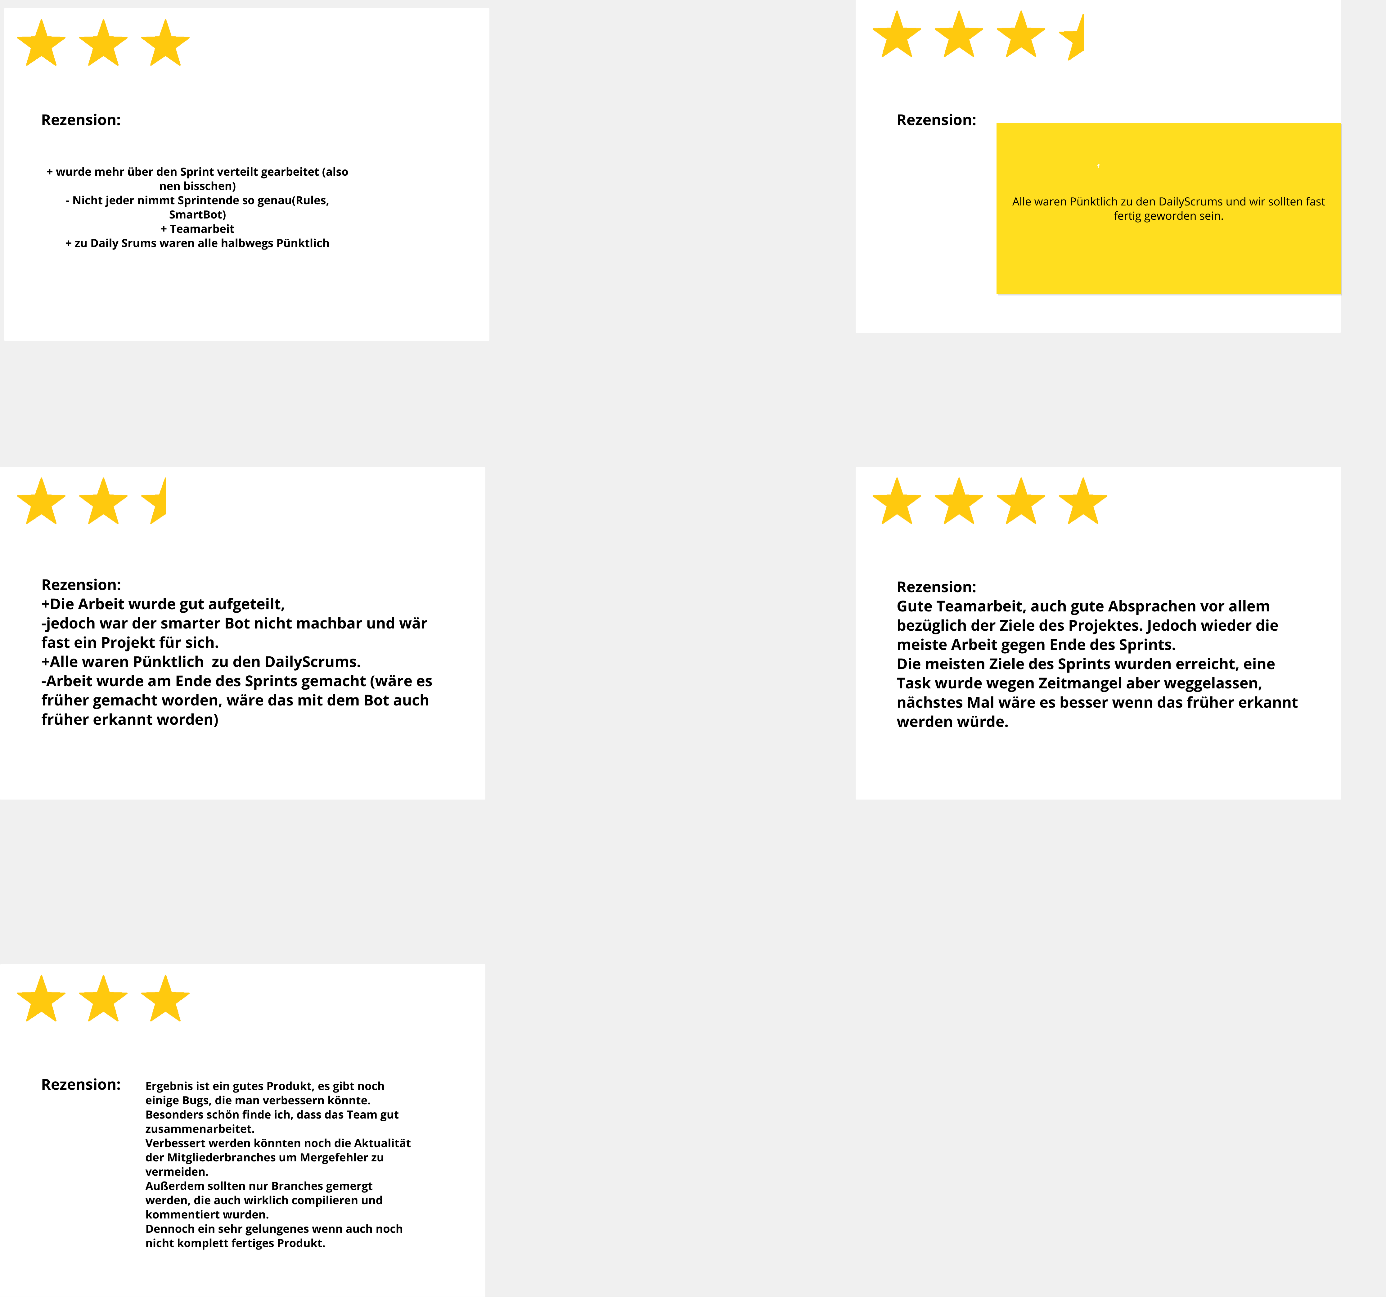 Rezension:
+ wurde mehr über den Sprint verteilt gearbeitet (also
nen bisschen)
- Nicht jeder nimmt Sprintende so genau(Rules,
SmartBot)
+ Teamarbeit
+ zu Daily Srums waren alle halbwegs Pünktlich
Rezension:
+
Alle waren Pünktlich zu den DailyScrums und wir sollten fast
fertig geworden sein.
Rezension:
+Die Arbeit wurde gut aufgeteilt,
-jedoch war der smarter Bot nicht machbar und wär
fast ein Projekt für sich.
+Alle waren Pünktlich  zu den DailyScrums.
-Arbeit wurde am Ende des Sprints gemacht (wäre es
früher gemacht worden, wäre das mit dem Bot auch
früher erkannt worden)
Rezension:
Gute Teamarbeit, auch gute Absprachen vor allem
bezüglich der Ziele des Projektes. Jedoch wieder die
meiste Arbeit gegen Ende des Sprints.
Die meisten Ziele des Sprints wurden erreicht, eine
Task wurde wegen Zeitmangel aber weggelassen,
nächstes Mal wäre es besser wenn das früher erkannt
werden würde.
Rezension:
Ergebnis ist ein gutes Produkt, es gibt noch
einige Bugs, die man verbessern könnte.
Besonders schön finde ich, dass das Team gut
zusammenarbeitet.
Verbessert werden könnten noch die Aktualität
der Mitgliederbranches um Mergefehler zu
vermeiden.
Außerdem sollten nur Branches gemergt
werden, die auch wirklich compilieren und
kommentiert wurden.
Dennoch ein sehr gelungenes wenn auch noch
nicht komplett fertiges Produkt.